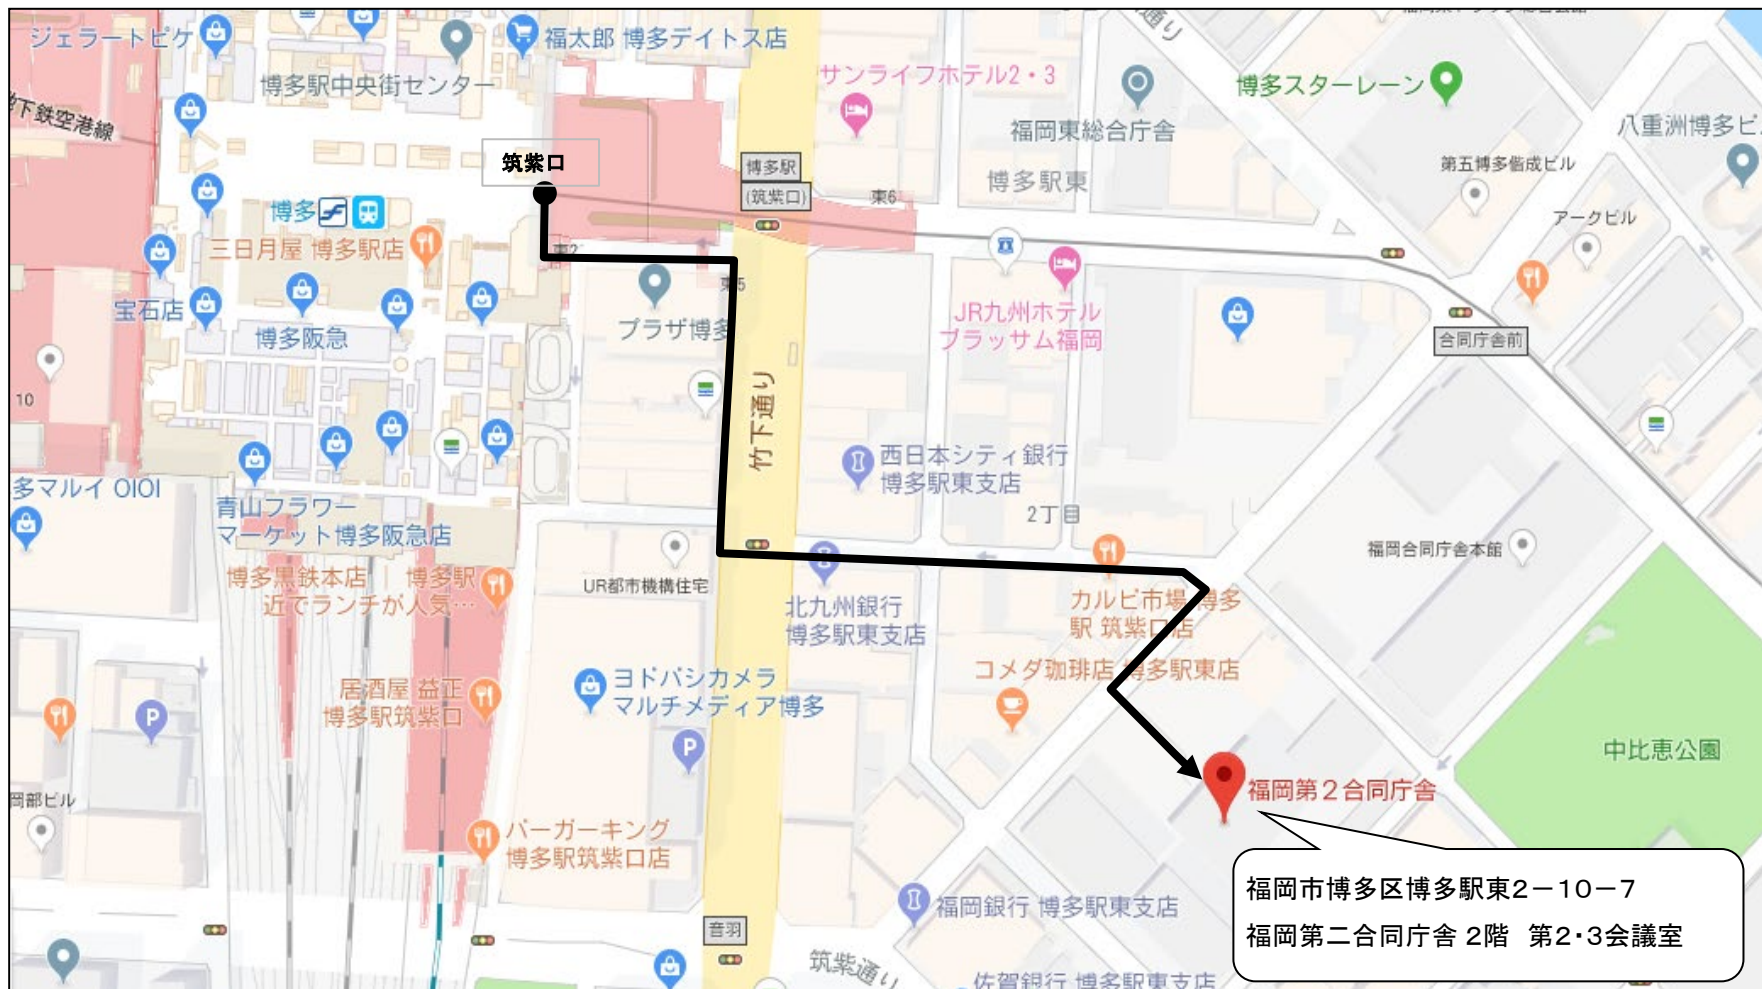 ジェラートピケ
福太郎 博多デイトス店
博多駅中央街センター
サンライフホテル2・3
博多スターレーン
地下鉄空港線
福岡東総合庁舎
八重洲博多ビ
筑紫口
博多駅
(筑紫口)
博多駅東
第五博多偕成ビル
東6
アークビル
博多
三日月屋 博多駅店
東2
東5
宝石店
博多阪急
プラザ博多
JR九州ホテル
ブラッサム福岡
合同庁舎前
10
竹下通り
西日本シティ銀行
博多駅東支店
多マルイ OIOI
青山フラワー
マーケット博多阪急店
2丁目
福岡合同庁舎本館
博多黒鉄本店 | 博多駅
近でランチが人気…
UR都市機構住宅
北九州銀行
博多駅東支店
カルビ市場 博多
駅 筑紫口店
コメダ珈琲店 博多駅東店
居酒屋 益正
博多駅筑紫口
ヨドバシカメラ
マルチメディア博多
P
P
中比恵公園
福岡第2合同庁舎
岡部ビル
バーガーキング
博多駅筑紫口店
福岡市博多区博多駅東2-10-7
福岡第二合同庁舎 2階 第2・3会議室
福岡銀行 博多駅東支店
音羽
筑紫通り
佐賀銀行 博多駅東支店